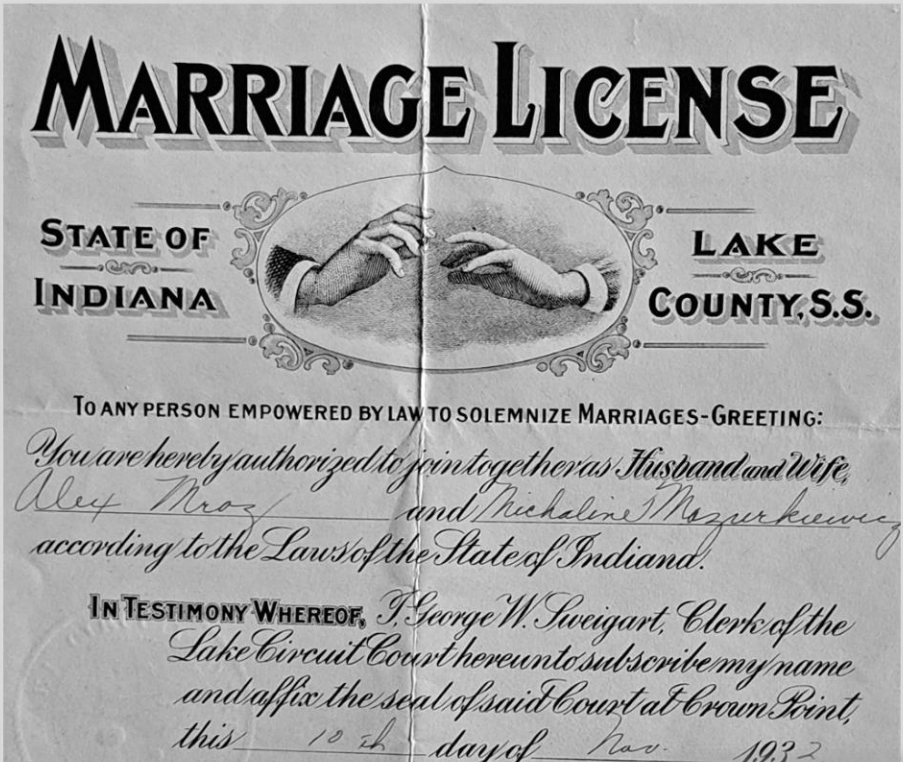 MARRIAGE LICENSE
STATE OF INDIANA
LAKE COUNTY, S.S.
TO ANY PERSON EMPOWERED BY LAW TO SOLEMNIZE MARRIAGES-GREETING:
You are hereby authorized to join together as Husband and Wife,
Alex Mroz and Michaline Mazurkiewicz
according to the Laws of the State of Indiana.
IN TESTIMONY WHEREOF, I, George W. Sweigart, Clerk of the
Lake Circuit Court hereunto subscribe my name
and affix the seal of said Court at Crown Point,
this 10th day of Nov. 1932